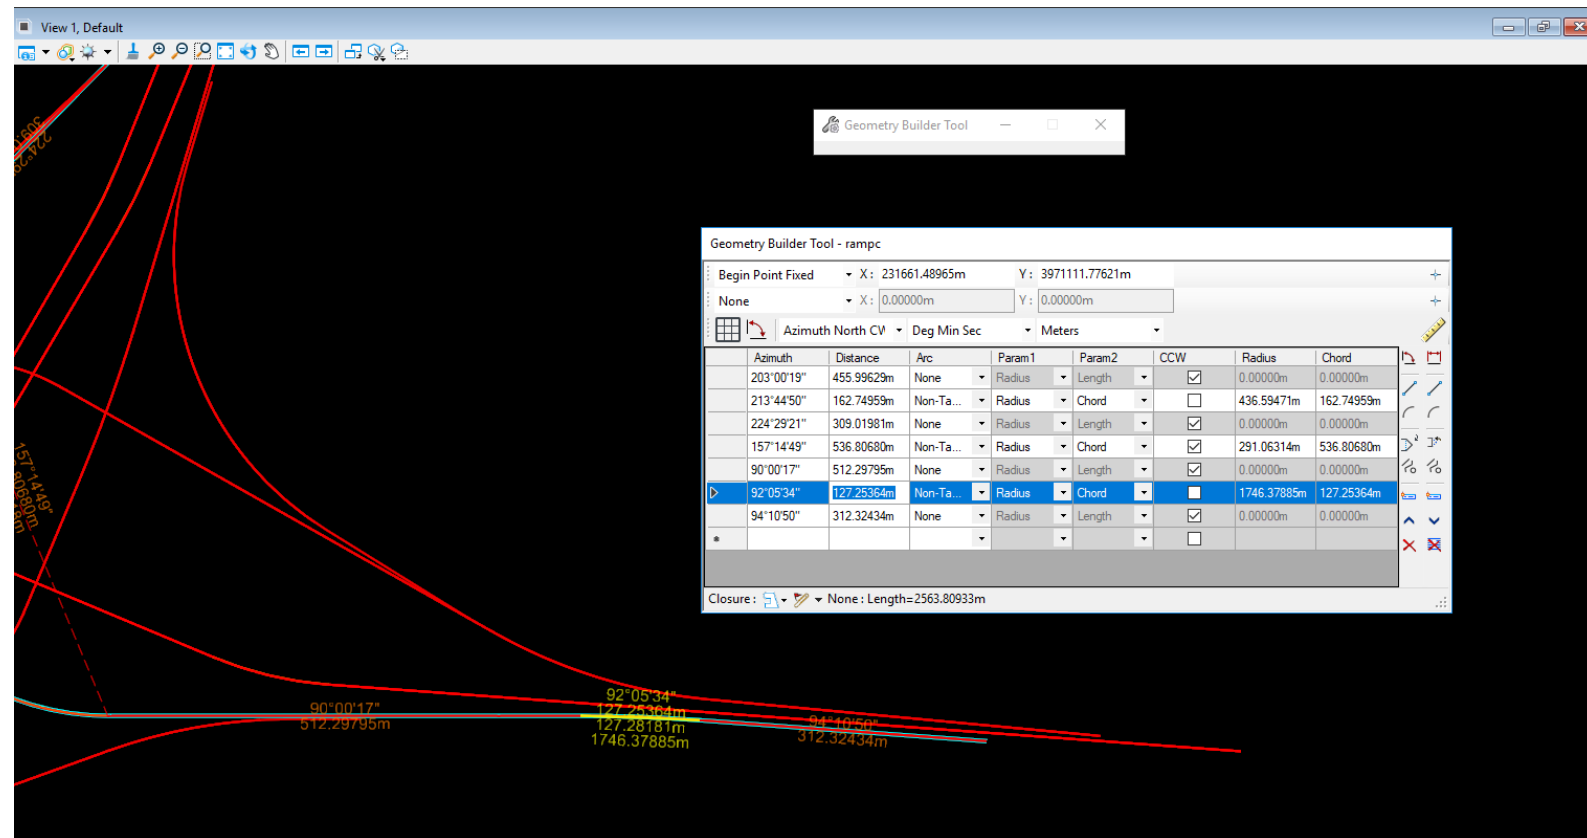 View 1, Default
Geometry Builder Tool
Geometry Builder Tool - rampc
Begin Point Fixed X: 231661.48965m Y: 3971111.77621m
None X: 0.00000m Y: 0.00000m
Azimuth North CW Deg Min Sec Meters
Azimuth Distance Arc Param1 Param2 CCW Radius Chord
203°00'19" 455.99629m None Radius Length 0.00000m 0.00000m
213°44'50" 162.74959m Non-Ta... Radius Chord 436.59471m 162.74959m
224°29'21" 309.01981m None Radius Length 0.00000m 0.00000m
157°14'49" 536.80680m Non-Ta... Radius Chord 291.06314m 536.80680m
90°00'17" 512.29795m None Radius Length 0.00000m 0.00000m
92°05'34" 127.25364m Non-Ta... Radius Chord 1746.37885m 127.25364m
94°10'50" 312.32434m None Radius Length 0.00000m 0.00000m
Closure: None : Length=2563.80933m
157°14'49"
92°05'34"
127.25364m
127.28181m
1746.37885m
90°00'17"
512.29795m
94°10'50"
312.32434m